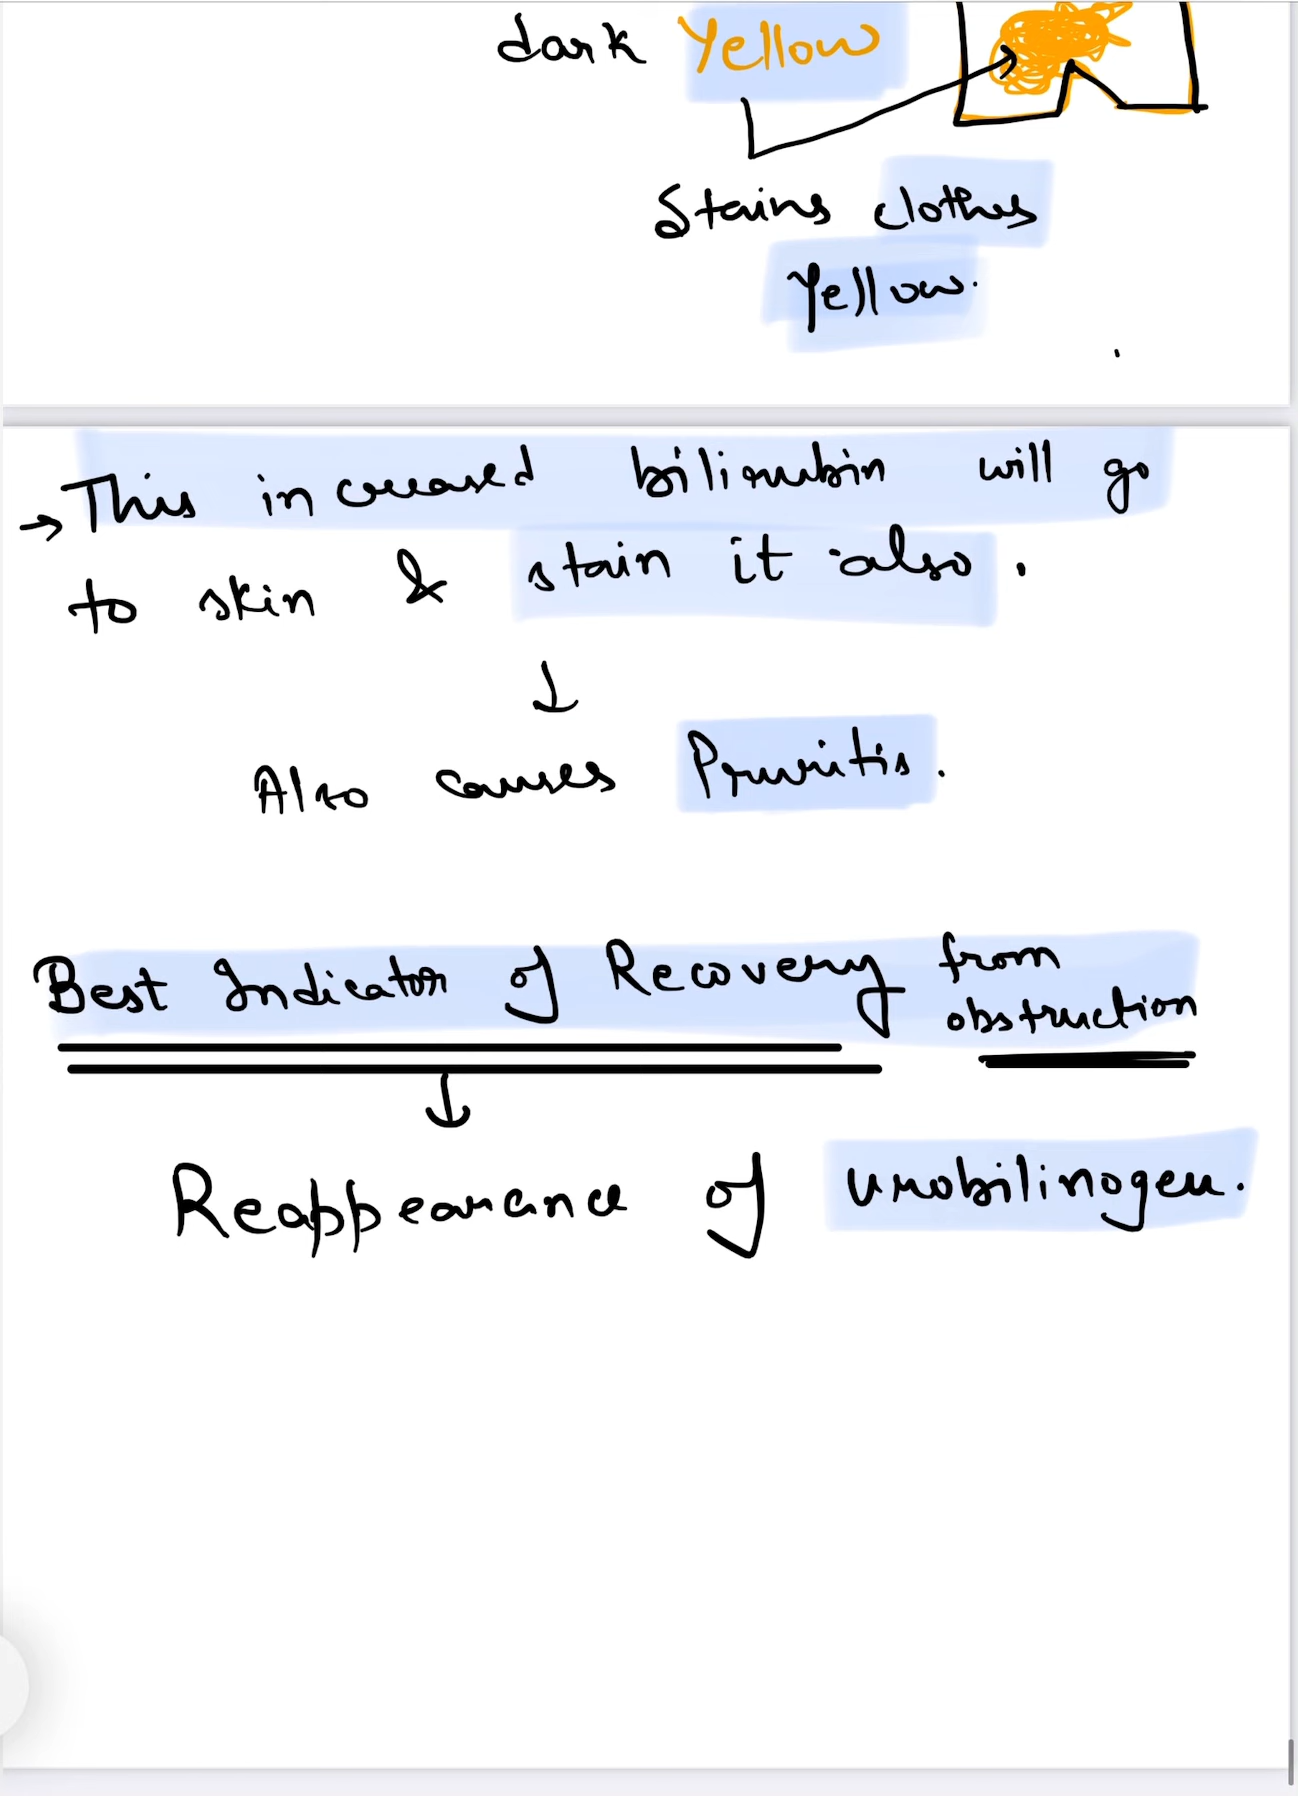 dark Yellow
Stains clothes
Yellow.
→ This increased bilirubin will go
to skin & stain it also.
↓
Also causes Pruritis.
Best Indicator of Recovery from
obstruction
↓
Reappearance of urobilinogen.